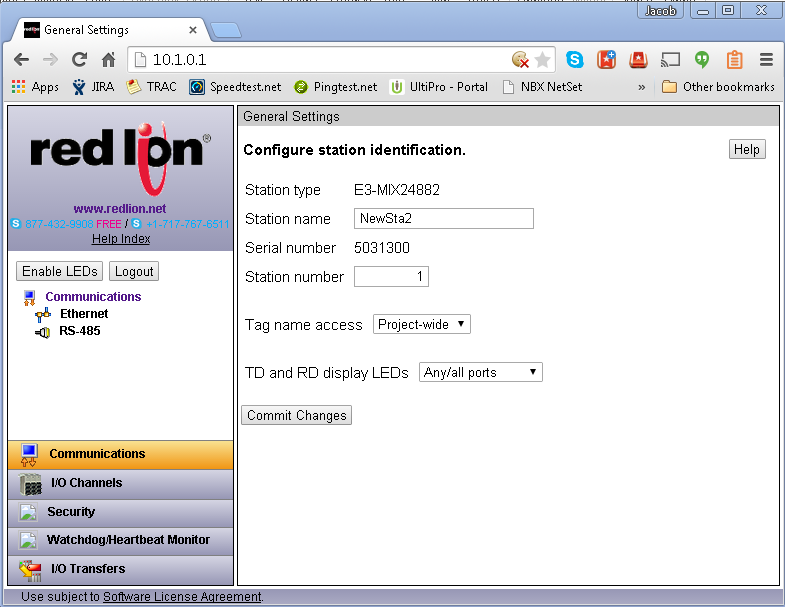 Jacob
General Settings
10.1.0.1
Apps JIRA TRAC Speedtest.net Pingtest.net UltiPro - Portal NBX NetSet » Other bookmarks
red lion®
www.redlion.net
877-432-9908 FREE / +1-717-767-6511
Help Index
Enable LEDs Logout
Communications
Ethernet
RS-485
Communications
I/O Channels
Security
Watchdog/Heartbeat Monitor
I/O Transfers
General Settings
Configure station identification. Help
Station type E3-MIX24882
Station name NewSta2
Serial number 5031300
Station number 1
Tag name access Project-wide
TD and RD display LEDs Any/all ports
Commit Changes
Use subject to Software License Agreement.